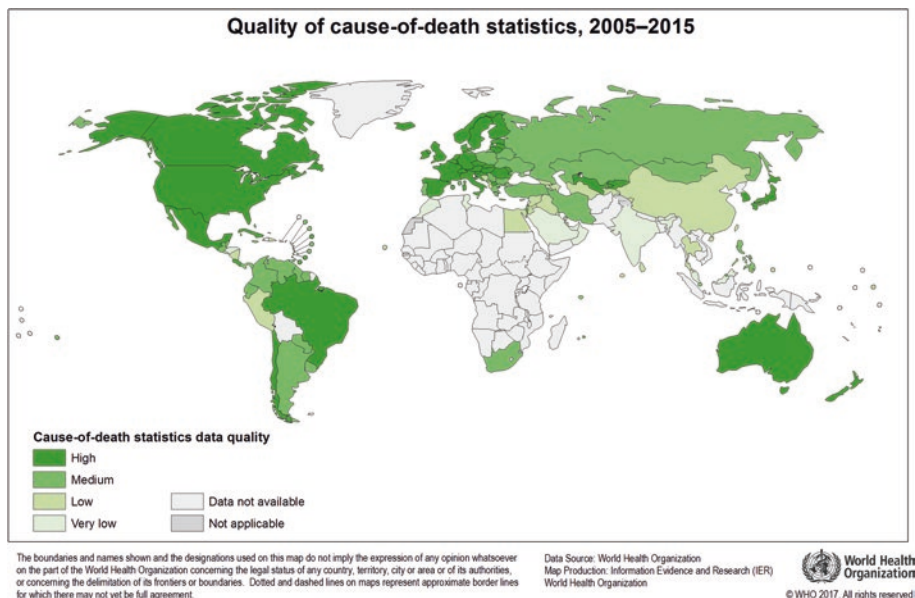 Quality of cause-of-death statistics, 2005–2015
Cause-of-death statistics data quality
High
Medium
Low
Very low
Data not available
Not applicable
The boundaries and names shown and the designations used on this map do not imply the expression of any opinion whatsoever
on the part of the World Health Organization concerning the legal status of any country, territory, city or area or of its authorities,
or concerning the delimitation of its frontiers or boundaries. Dotted and dashed lines on maps represent approximate border lines
for which there may not yet be full agreement.
Data Source: World Health Organization
Map Production: Information Evidence and Research (IER)
World Health Organization
World Health
Organization
© WHO 2017. All rights reserved